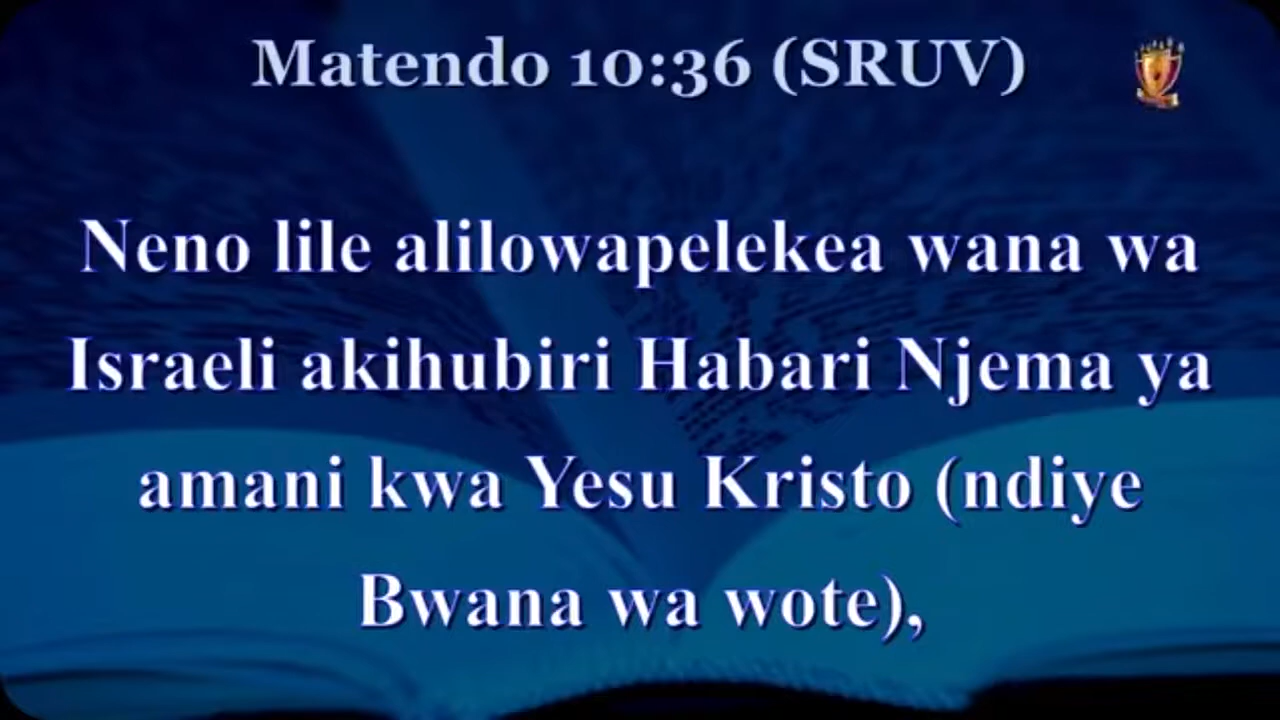 Matendo 10:36 (SRUV)
Neno lile alilowapelekea wana wa
Israeli akihubiri Habari Njema ya
amani kwa Yesu Kristo (ndiye
Bwana wa wote),